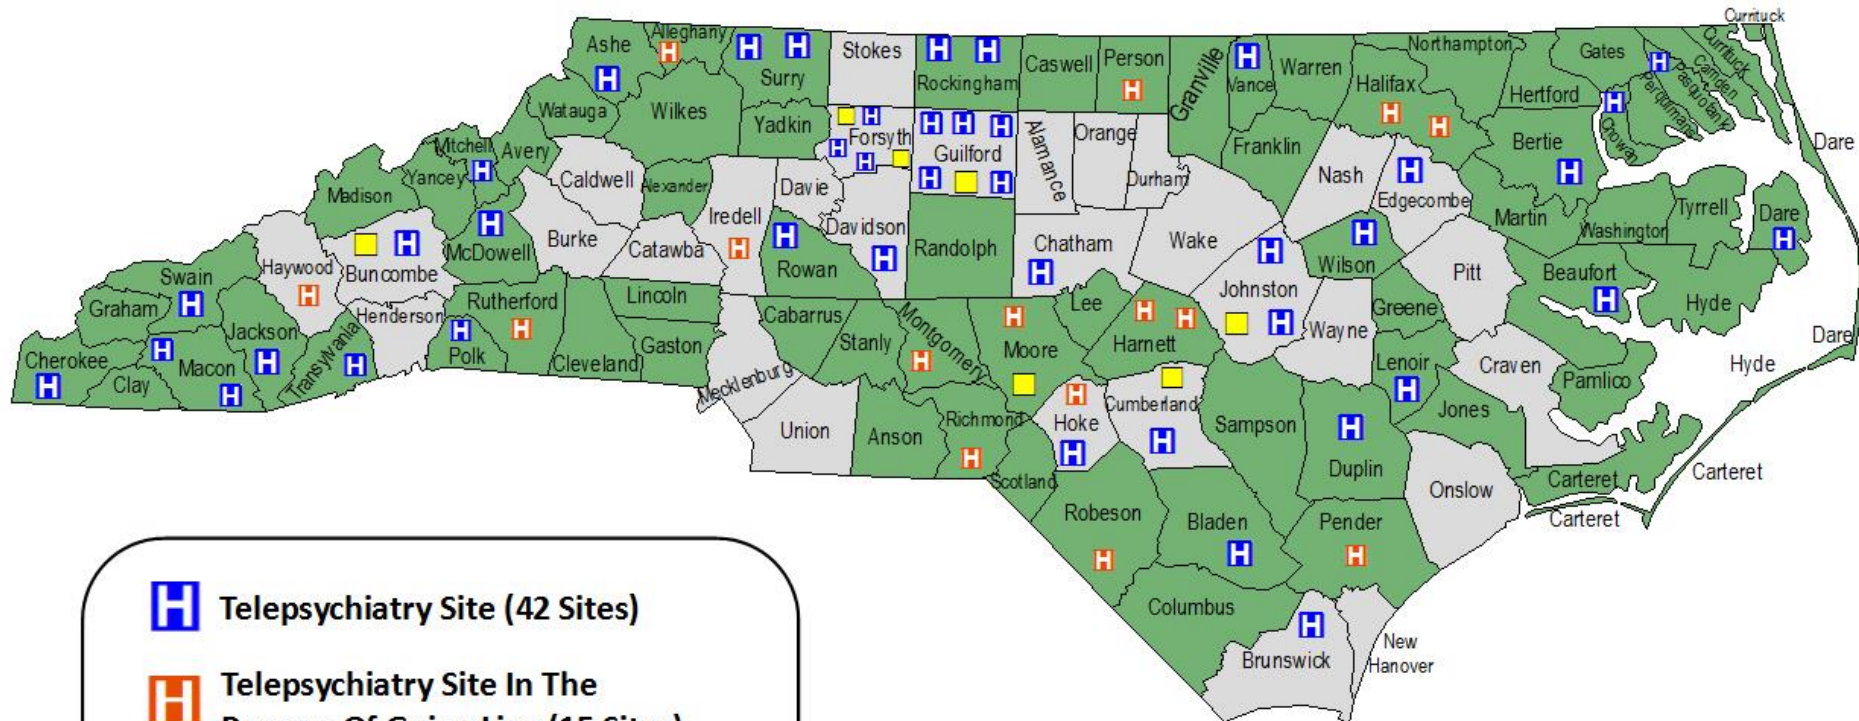 Currituck
Ashe
Alleghany
Surry
Stokes
Rockingham
Caswell
Person
Granville
Vance
Warren
Northampton
Halifax
Hertford
Gates
Currituck
Camden
Pasquotank
Perquimans
Chowan
Bertie
Dare
Watauga
Wilkes
Yadkin
Forsyth
Guilford
Alamance
Orange
Durham
Franklin
Nash
Edgecombe
Martin
Washington
Tyrrell
Dare
Mitchell
Avery
Yancey
Madison
Caldwell
Alexander
Iredell
Davie
Davidson
Randolph
Chatham
Wake
Wilson
Pitt
Beaufort
Hyde
Swain
Haywood
Buncombe
McDowell
Burke
Catawba
Rowan
Johnston
Greene
Graham
Jackson
Henderson
Rutherford
Lincoln
Cabarrus
Stanly
Montgomery
Moore
Lee
Harnett
Wayne
Lenoir
Craven
Pamlico
Dare
Hyde
Cherokee
Clay
Macon
Transylvania
Polk
Cleveland
Gaston
Mecklenburg
Union
Anson
Richmond
Hoke
Cumberland
Sampson
Duplin
Jones
Carteret
Carteret
Carteret
Scotland
Robeson
Bladen
Pender
Onslow
Columbus
Brunswick
New
Hanover
H Telepsychiatry Site (42 Sites)
H Telepsychiatry Site In The
Process Of Going Live (15 Sites)